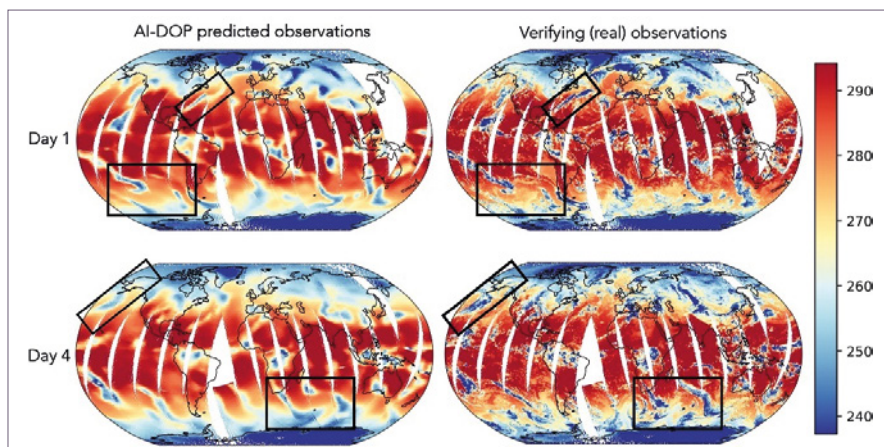 AI-DOP predicted observations
Verifying (real) observations
Day 1
Day 4
290
280
270
260
250
240